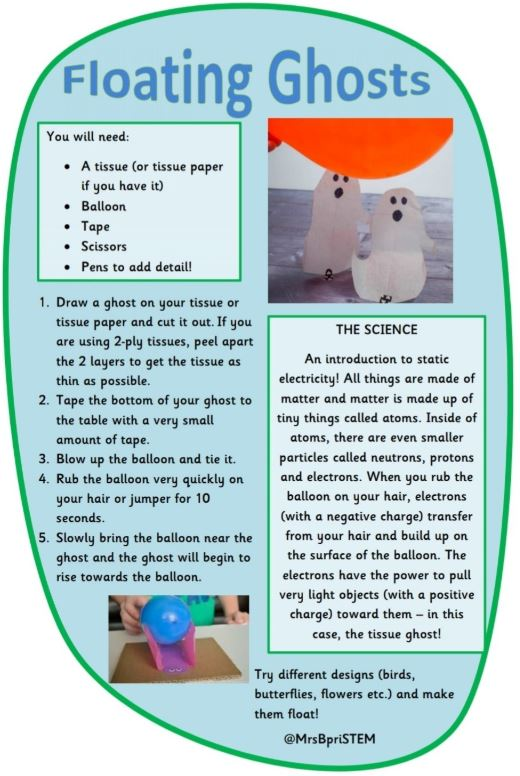 Floating Ghosts
You will need:
• A tissue (or tissue paper
if you have it)
• Balloon
• Tape
• Scissors
• Pens to add detail!
1. Draw a ghost on your tissue or
tissue paper and cut it out. If you
are using 2-ply tissues, peel apart
the 2 layers to get the tissue as
thin as possible.
2. Tape the bottom of your ghost to
the table with a very small
amount of tape.
3. Blow up the balloon and tie it.
4. Rub the balloon very quickly on
your hair or jumper for 10
seconds.
5. Slowly bring the balloon near the
ghost and the ghost will begin to
rise towards the balloon.
THE SCIENCE
An introduction to static
electricity! All things are made of
matter and matter is made up of
tiny things called atoms. Inside of
atoms, there are even smaller
particles called neutrons, protons
and electrons. When you rub the
balloon on your hair, electrons
(with a negative charge) transfer
from your hair and build up on
the surface of the balloon. The
electrons have the power to pull
very light objects (with a positive
charge) toward them – in this
case, the tissue ghost!
Try different designs (birds,
butterflies, flowers etc.) and make
them float!
@MrsBpriSTEM